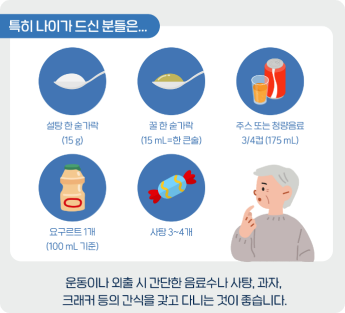 특히 나이가 드신 분들은...
설탕 한 숟가락
(15 g)
꿀 한 숟가락
(15 mL=한 큰술)
주스 또는 청량음료
3/4컵 (175 mL)
요구르트 1개
(100 mL 기준)
사탕 3~4개
운동이나 외출 시 간단한 음료수나 사탕, 과자,
크래커 등의 간식을 갖고 다니는 것이 좋습니다.